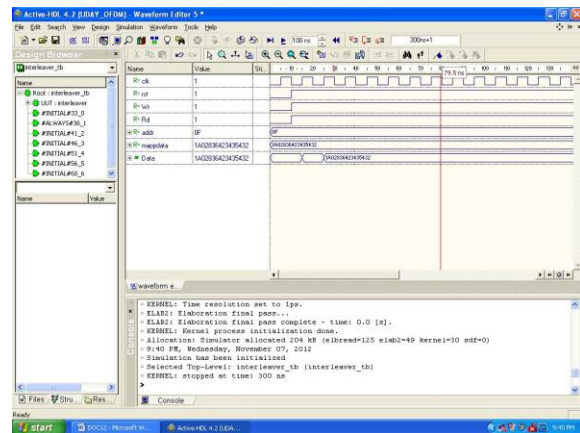 Active-HDL 4.2 (UDAY_OFDM) - Waveform Editor 5 *
File Edit Search View Design Simulation Waveform Tools Help
100 ns 300ns+1
Design Browser
interleaver_tb
Name
Root : interleaver_tb
UUT : interleaver
#INITIAL#33_0
#ALWAYS#38_1
#INITIAL#41_2
#INITIAL#46_3
#INITIAL#51_4
#INITIAL#56_5
#INITIAL#60_6
Name Value
Name Value Sti...
clk
rst 1
Wr 1
Rd 1
addr 0F
mappdata 1A02836423435432
Data 1A02836423435432
79.5 ns
0F
1A02836423435432
1A02836423435432
waveform e...
KERNEL: Time resolution set to 1ps.
ELAB2: Elaboration final pass...
ELAB2: Elaboration final pass complete - time: 0.0 [s].
KERNEL: Kernel process initialization done.
Allocation: Simulator allocated 204 kB (elbread=125 elab2=49 kernel=30 sdf=0)
9:40 PM, Wednesday, November 07, 2012
Simulation has been initialized
Selected Top-Level: interleaver_tb (interleaver_tb)
KERNEL: stopped at time: 300 ns
>
Console
Files Stru... Res...
Console
Ready
start DOC12 - Microsoft W... Active-HDL 4.2 (UDA... 9:40 PM